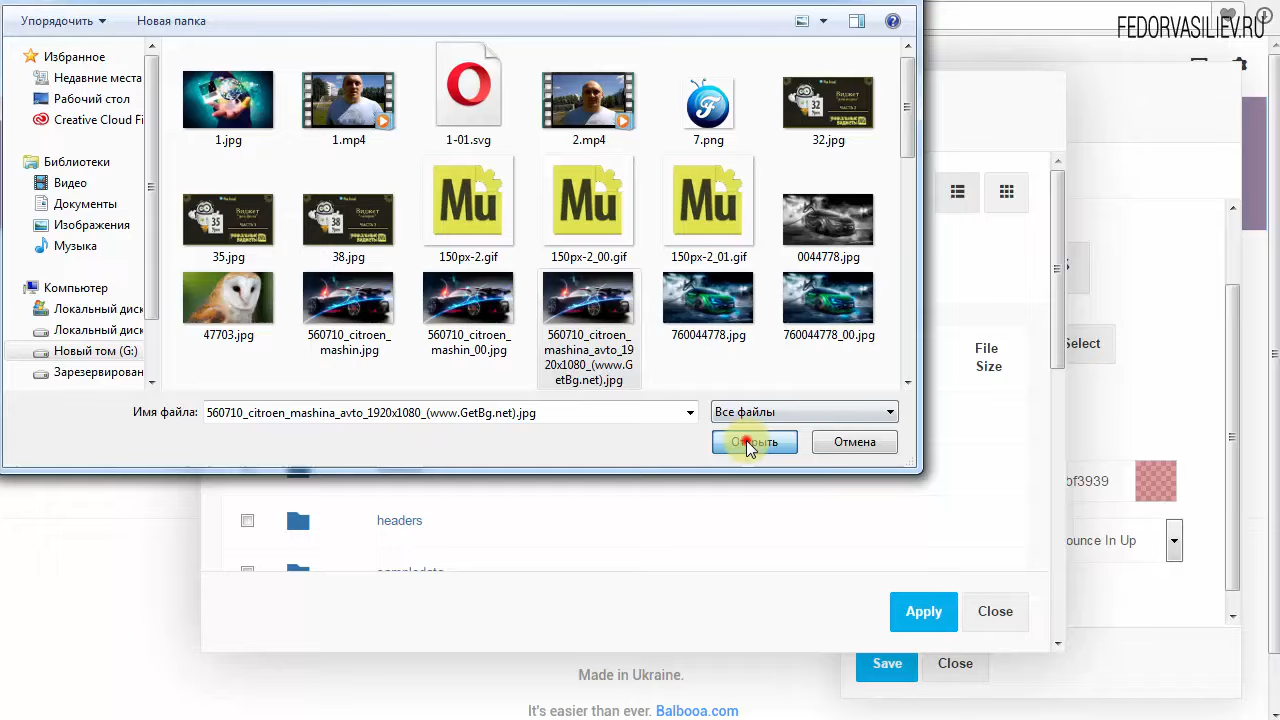 Упорядочить
Новая папка
FEDORVASILIEV.RU
Избранное
Недавние места
Рабочий стол
Creative Cloud Fi
Библиотеки
Видео
Документы
Изображения
Музыка
Компьютер
Локальный диск
Локальный диск
Новый том (G:)
Зарезервирован
1.jpg
1.mp4
1-01.svg
2.mp4
7.png
32.jpg
35.jpg
38.jpg
150px-2.gif
150px-2_00.gif
150px-2_01.gif
0044778.jpg
47703.jpg
560710_citroen_
mashin.jpg
560710_citroen_
mashin_00.jpg
560710_citroen_
mashina_avto_19
20x1080_(www.G
etBg.net).jpg
760044778.jpg
760044778_00.jpg
Имя файла:
560710_citroen_mashina_avto_1920x1080_(www.GetBg.net).jpg
Все файлы
Открыть
Отмена
File
Size
Select
bf3939
ounce In Up
headers
Apply
Close
Save
Close
Made in Ukraine.
It's easier than ever. Balbooa.com